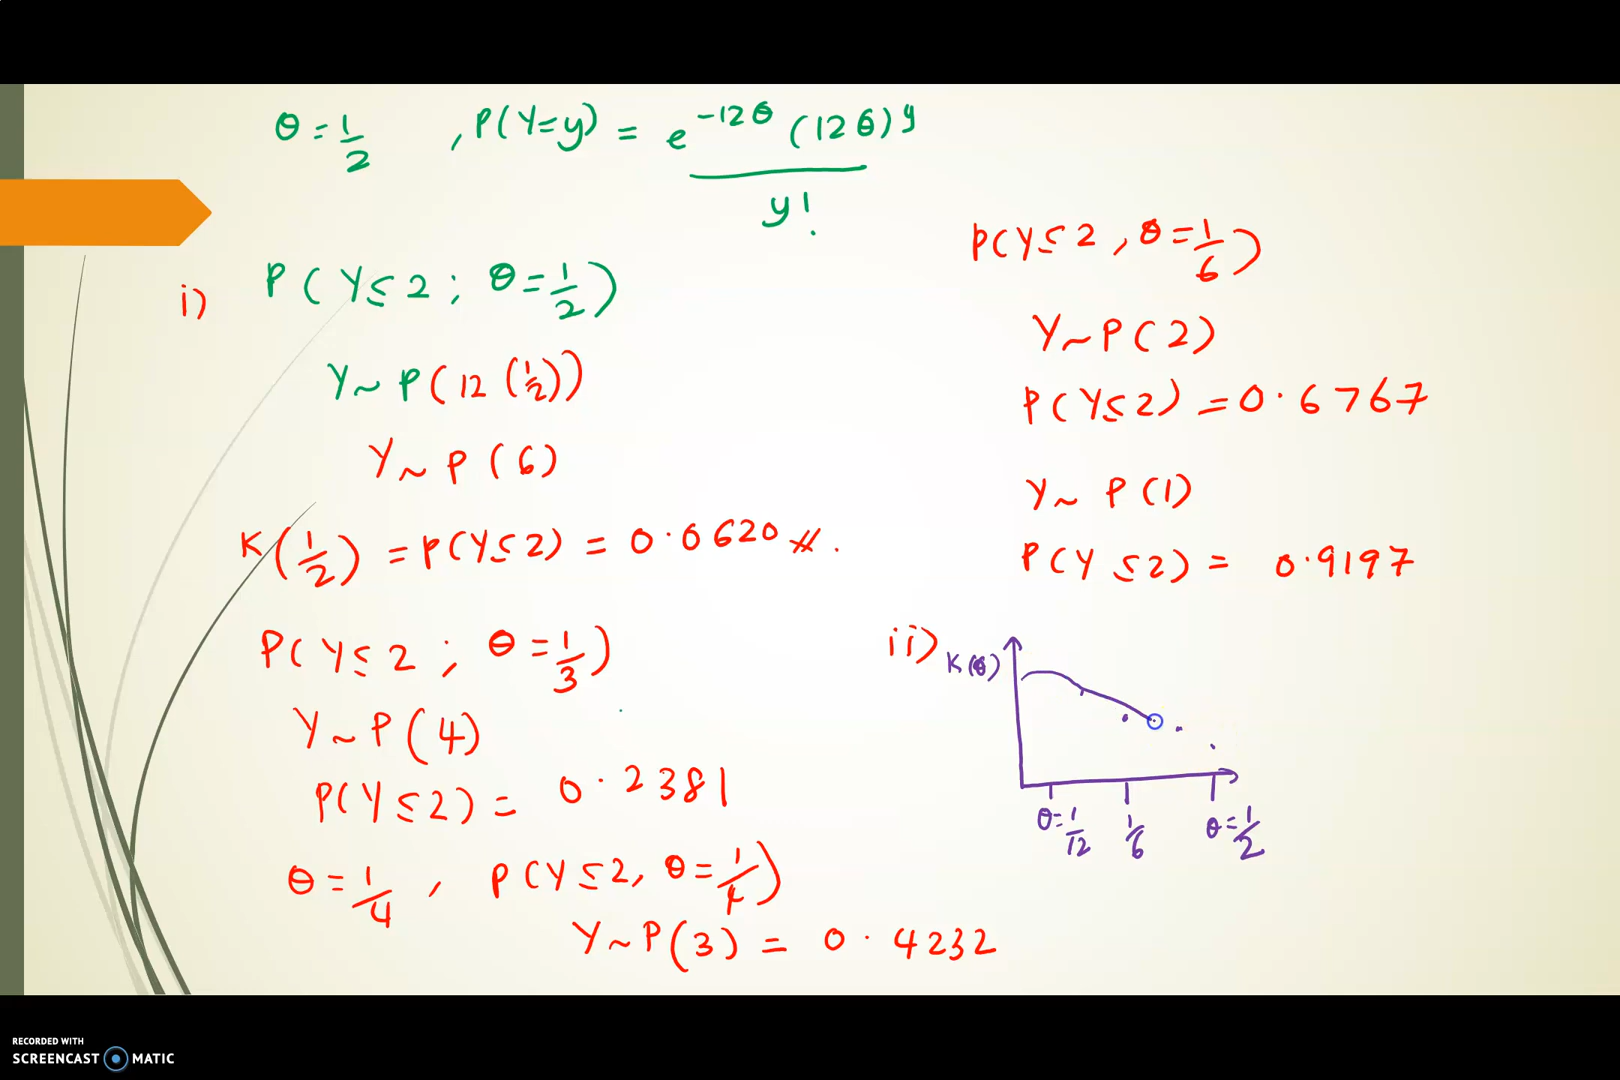 θ = 1/2 , P(Y=y) = e^{-12θ} (12θ)^y / y!
i) P(Y ≤ 2 ; θ = 1/2)
Y ~ P(12 (1/2))
Y ~ P(6)
K(1/2) = P(Y ≤ 2) = 0.0620 //.
P(Y ≤ 2 ; θ = 1/3)
Y ~ P(4)
P(Y ≤ 2) = 0.2381
θ = 1/4 , P(Y ≤ 2, θ = 1/4)
Y ~ P(3) = 0.4232
P(Y ≤ 2 , θ = 1/6)
Y ~ P(2)
P(Y ≤ 2) = 0.6767
Y ~ P(1)
P(Y ≤ 2) = 0.9197
ii) K(θ)
θ = 1/12 1/6 θ = 1/2
RECORDED WITH
SCREENCAST MATIC